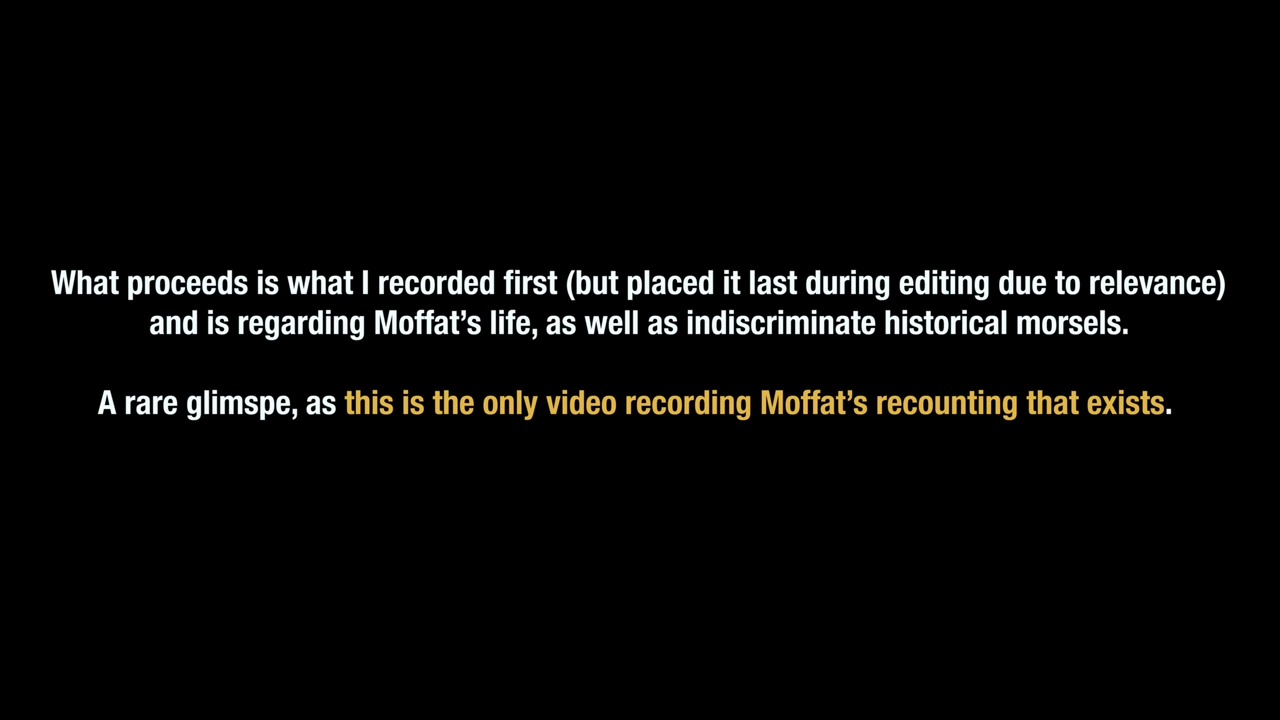 What proceeds is what I recorded first (but placed it last during editing due to relevance)
and is regarding Moffat’s life, as well as indiscriminate historical morsels.
A rare glimspe, as this is the only video recording Moffat’s recounting that exists.